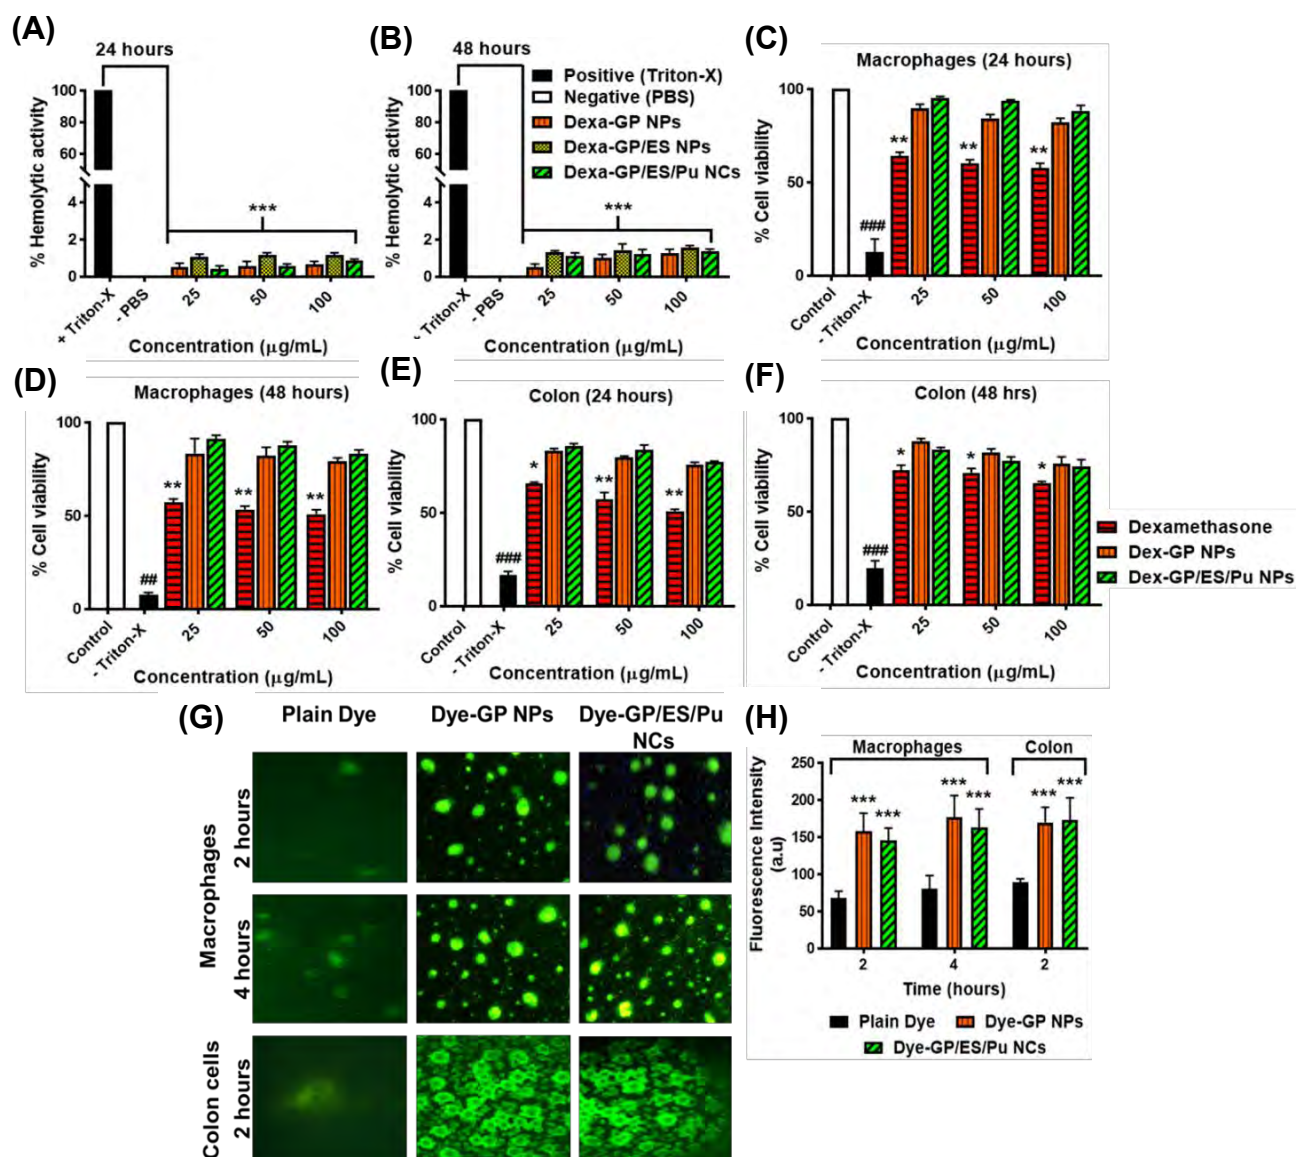 (A)
24 hours
% Hemolytic activity
100
80
60
4
2
0
***
+ Triton-X
- PBS
25
50
100
Concentration (μg/mL)
(B)
48 hours
Positive (Triton-X)
Negative (PBS)
Dexa-GP NPs
Dexa-GP/ES NPs
Dexa-GP/ES/Pu NCs
% Hemolytic activity
100
80
60
4
2
0
***
+ Triton-X
- PBS
25
50
100
Concentration (μg/mL)
(C)
Macrophages (24 hours)
% Cell viability
100
50
0
###
**
**
**
Control
- Triton-X
25
50
100
Concentration (μg/mL)
(D)
Macrophages (48 hours)
% Cell viability
100
50
0
##
**
**
**
Control
- Triton-X
25
50
100
Concentration (μg/mL)
(E)
Colon (24 hours)
% Cell viability
100
50
0
###
*
**
**
Control
- Triton-X
25
50
100
Concentration (μg/mL)
(F)
Colon (48 hrs)
% Cell viability
100
50
0
###
*
*
*
Control
- Triton-X
25
50
100
Concentration (μg/mL)
Dexamethasone
Dex-GP NPs
Dex-GP/ES/Pu NPs
(G)
Plain Dye
Dye-GP NPs
Dye-GP/ES/Pu
NCs
Macrophages
2 hours
4 hours
Colon cells
2 hours
(H)
Macrophages
Colon
Fluorescence Intensity
(a.u)
250
200
150
100
50
0
***
***
***
***
***
***
2
4
2
Time (hours)
Plain Dye
Dye-GP NPs
Dye-GP/ES/Pu NCs